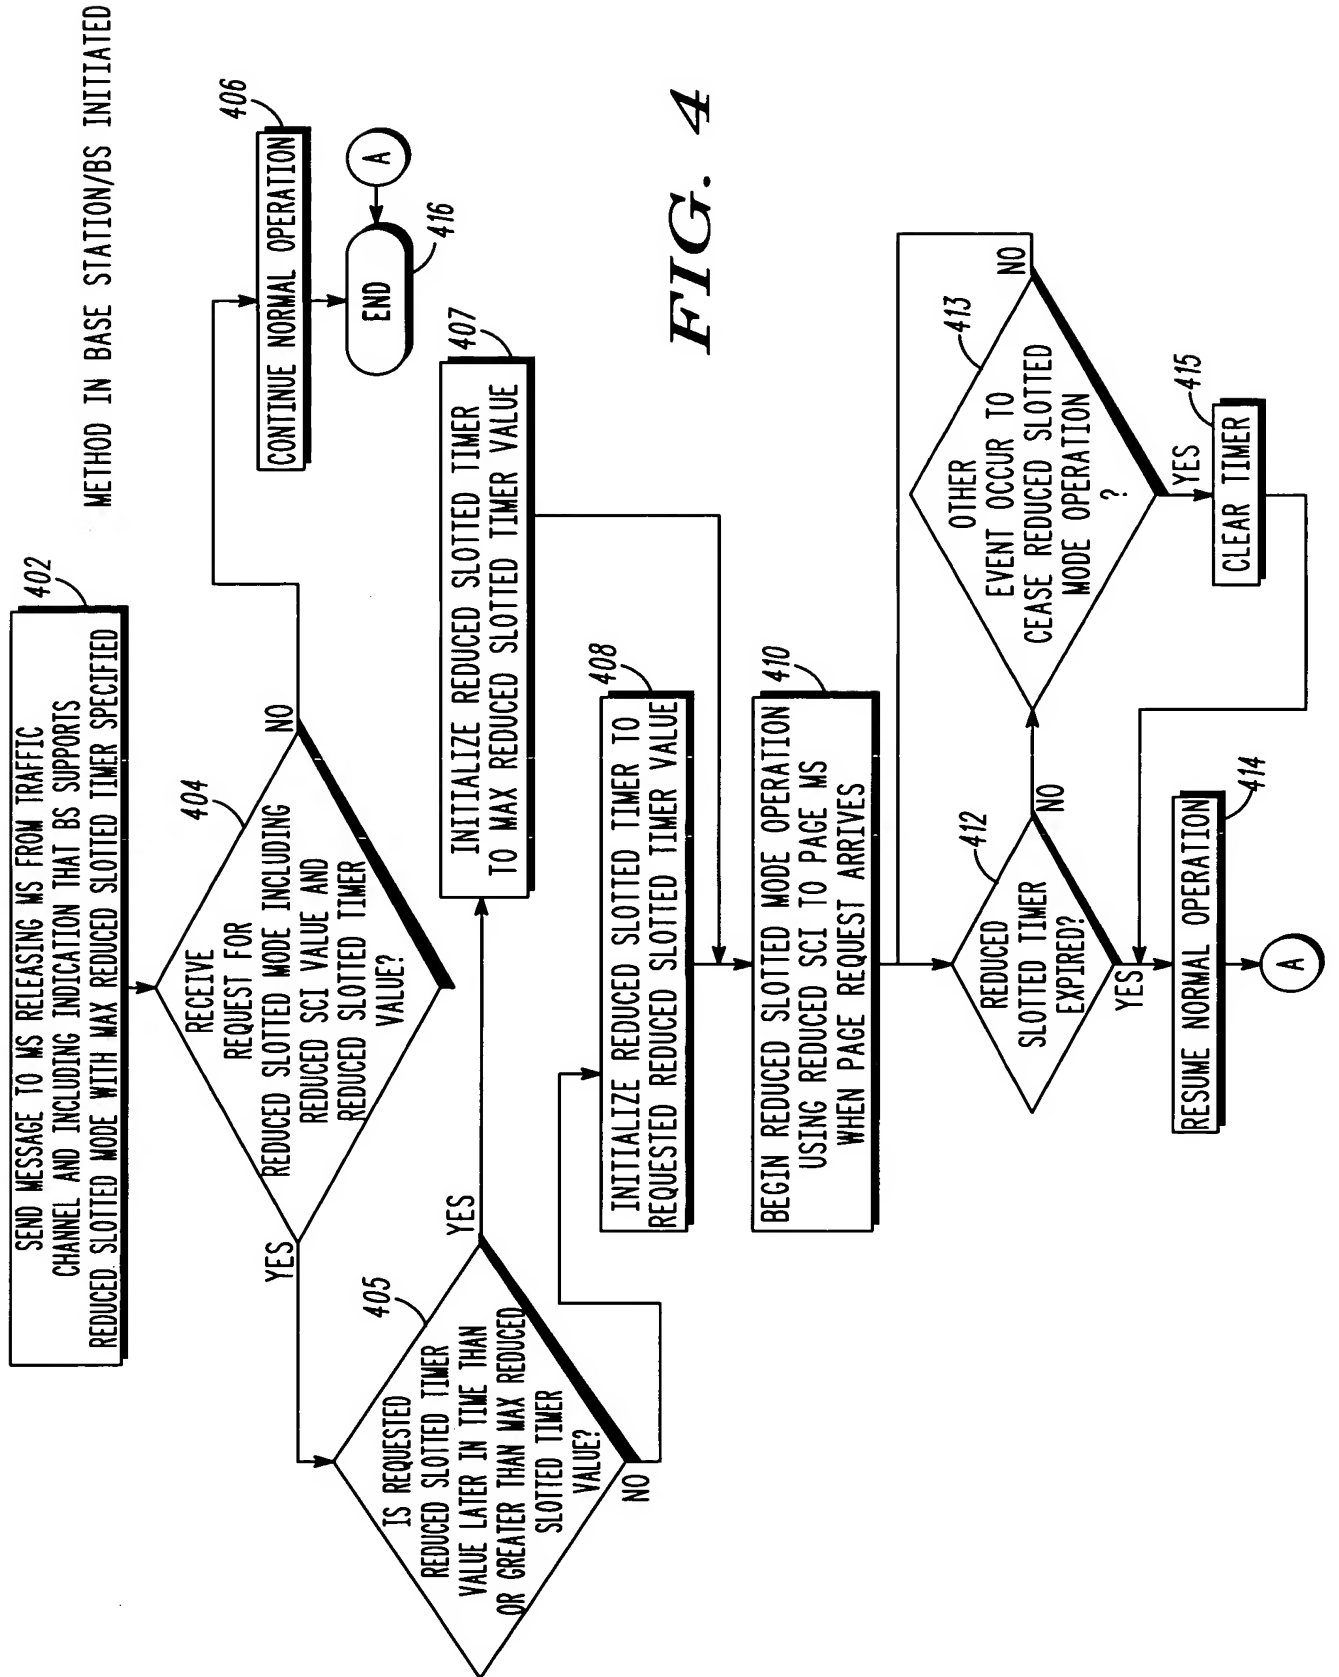 METHOD IN BASE STATION/BS INITIATED
402
SEND MESSAGE TO MS RELEASING MS FROM TRAFFIC
CHANNEL AND INCLUDING INDICATION THAT BS SUPPORTS
REDUCED SLOTTED MODE WITH MAX REDUCED SLOTTED TIMER SPECIFIED
404
RECEIVE
REQUEST FOR
REDUCED SLOTTED MODE INCLUDING
REDUCED SCI VALUE AND
REDUCED SLOTTED TIMER
VALUE?
NO
YES
406
CONTINUE NORMAL OPERATION
END
416
A
405
IS REQUESTED
REDUCED SLOTTED TIMER
VALUE LATER IN TIME THAN
OR GREATER THAN MAX REDUCED
SLOTTED TIMER
VALUE?
YES
NO
407
INITIALIZE REDUCED SLOTTED TIMER
TO MAX REDUCED SLOTTED TIMER VALUE
408
INITIALIZE REDUCED SLOTTED TIMER TO
REQUESTED REDUCED SLOTTED TIMER VALUE
410
BEGIN REDUCED SLOTTED MODE OPERATION
USING REDUCED SCI TO PAGE MS
WHEN PAGE REQUEST ARRIVES
412
REDUCED
SLOTTED TIMER
EXPIRED?
NO
YES
413
OTHER
EVENT OCCUR TO
CEASE REDUCED SLOTTED
MODE OPERATION
?
NO
YES
415
CLEAR TIMER
414
RESUME NORMAL OPERATION
A
FIG. 4